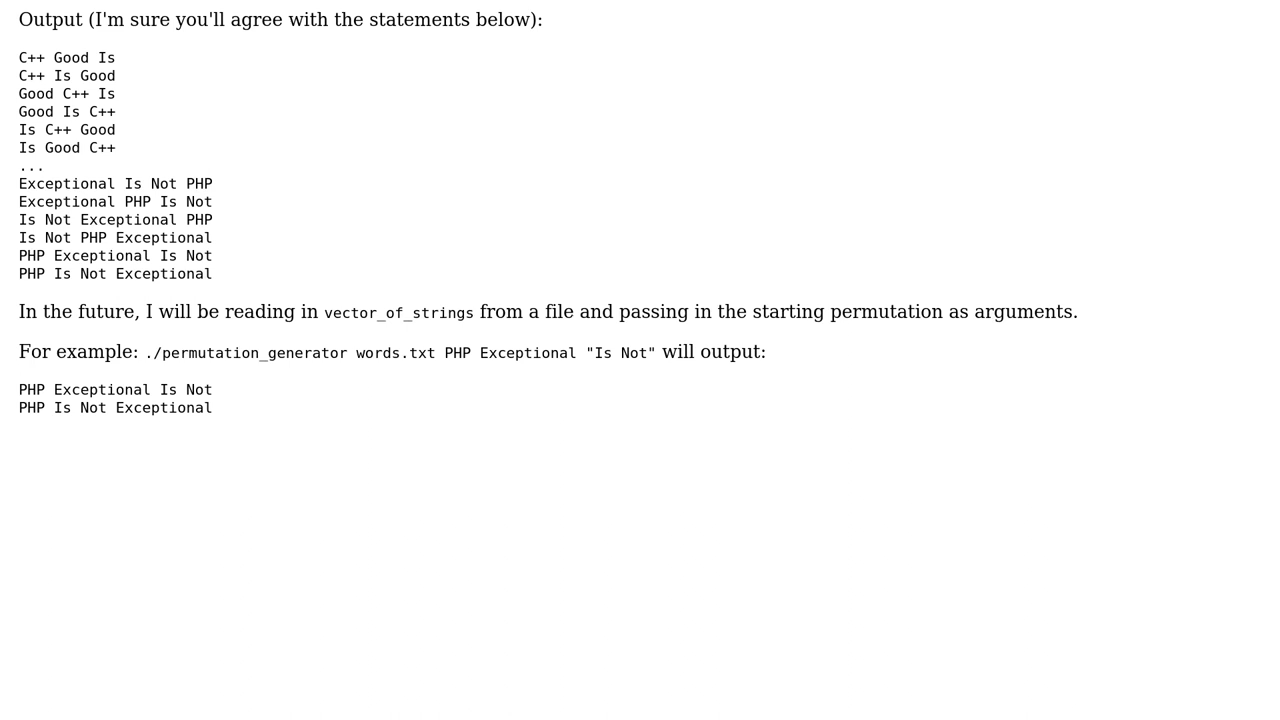 Output (I'm sure you'll agree with the statements below):
C++ Good Is
C++ Is Good
Good C++ Is
Good Is C++
Is C++ Good
Is Good C++
...
Exceptional Is Not PHP
Exceptional PHP Is Not
Is Not Exceptional PHP
Is Not PHP Exceptional
PHP Exceptional Is Not
PHP Is Not Exceptional
In the future, I will be reading in vector_of_strings from a file and passing in the starting permutation as arguments.
For example: ./permutation_generator words.txt PHP Exceptional "Is Not" will output:
PHP Exceptional Is Not
PHP Is Not Exceptional